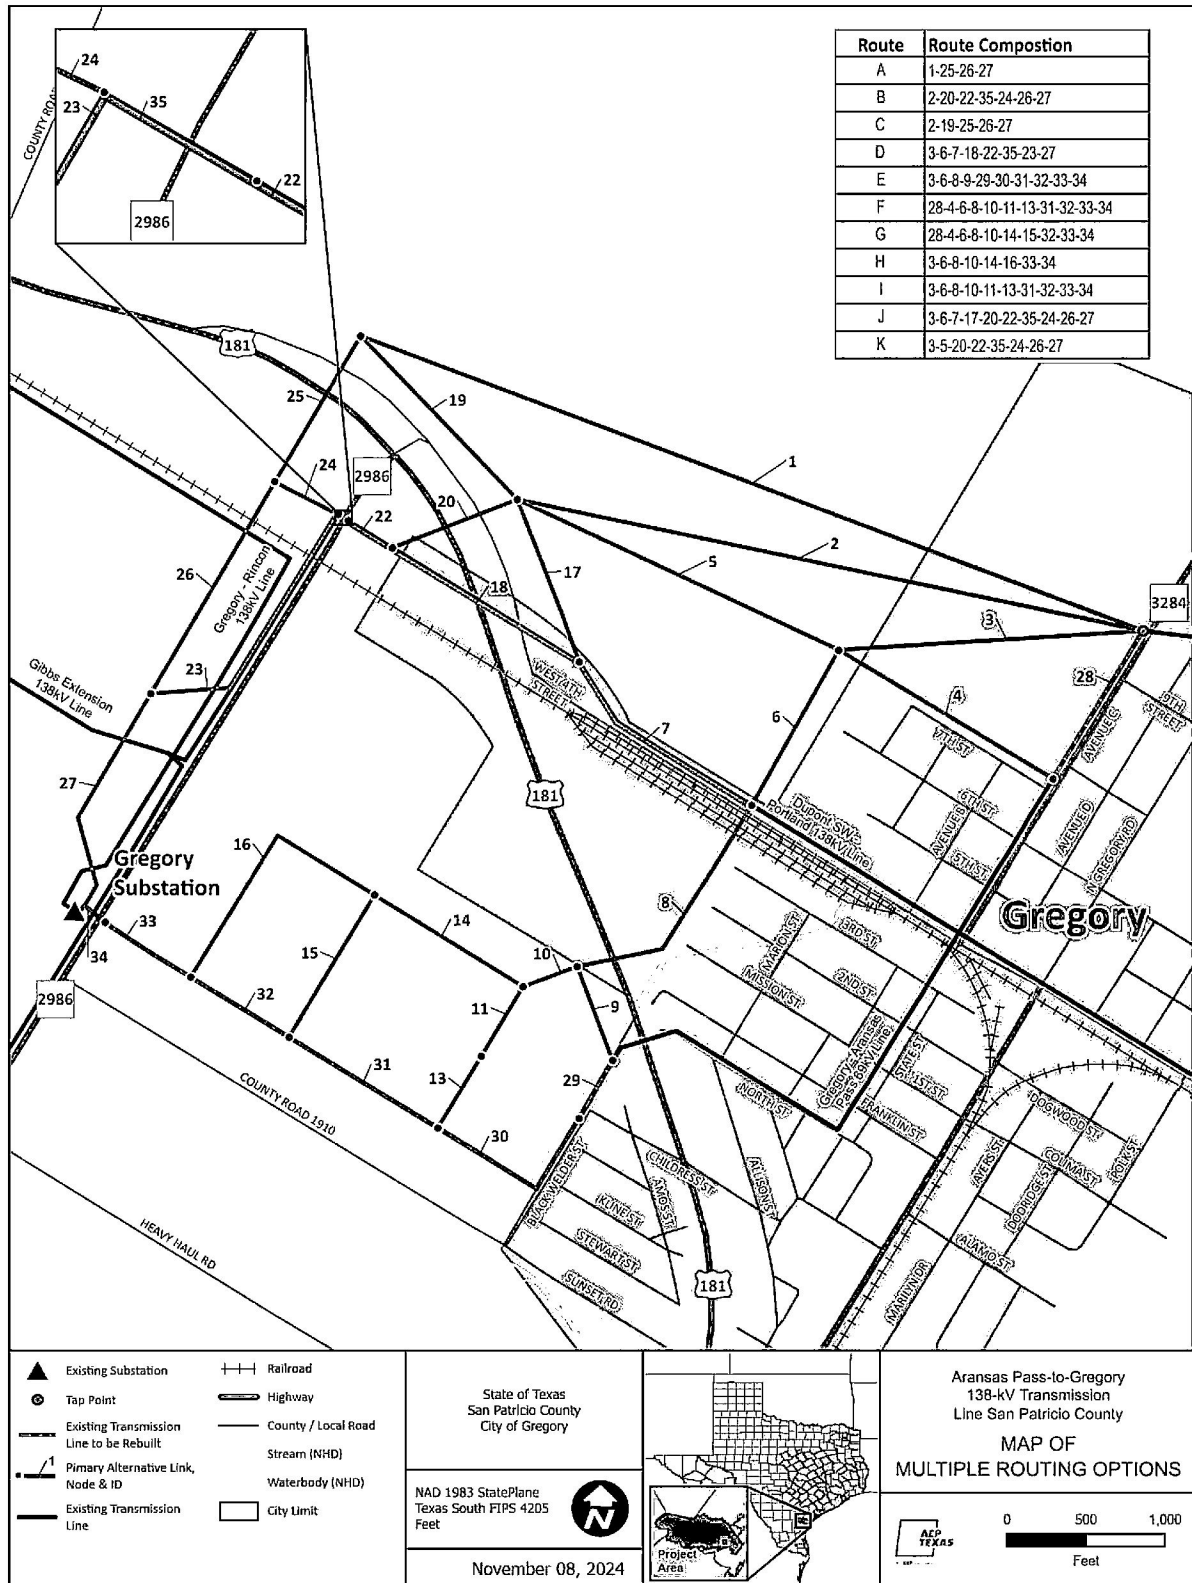 24
COUNTY ROAD
23
35
22
2986
Route Route Compostion
A 1-25-26-27
B 2-20-22-35-24-26-27
C 2-19-25-26-27
D 3-6-7-18-22-35-23-27
E 3-6-8-9-29-30-31-32-33-34
F 28-4-6-8-10-11-13-31-32-33-34
G 28-4-6-8-10-14-15-32-33-34
H 3-6-8-10-14-16-33-34
I 3-6-8-10-11-13-31-32-33-34
J 3-6-7-17-20-22-35-24-26-27
K 3-5-20-22-35-24-26-27
181
25
19
24
2986
1
20
22
2
5
26
Gregory - Rincon
138kV Line
17
18
3284
3
23
28
Gibbs Extension
138kV Line
WEST 4TH
STREET
4
9TH
STREET
6
AVENUE C
7
7TH ST
27
181
6TH ST
AVENUE B
AVENUE D
N GREGORY RD
Dupont SW -
Portland 138kV Line
5TH ST
16
Gregory
Substation
Gregory
14
8
33
3RD ST
MARION ST
15
10
MISSION ST
2ND ST
34
2986
11
9
32
Gregory - Aransas
Pass 69kV Line
STATE ST
1ST ST
31
13
29
COUNTY ROAD 1910
NORTH ST
FRANKLIN ST
DOGWOOD ST
30
AYERS ST
COLIMA ST
POLK ST
BLACK WELDER ST
CHILDRESS ST
AMOS ST
ALLISON ST
DODRIDGE ST
KLINE ST
HEAVY HAUL RD
STEWART ST
ALAMO ST
SUNSET RD
181
MARILYN DR
Existing Substation
Tap Point
Existing Transmission
Line to be Rebuilt
1
Pimary Alternative Link,
Node & ID
Existing Transmission
Line
Railroad
Highway
County / Local Road
Stream (NHD)
Waterbody (NHD)
City Limit
State of Texas
San Patricio County
City of Gregory
NAD 1983 StatePlane
Texas South FIPS 4205
Feet
N
November 08, 2024
Project
Area
Aransas Pass-to-Gregory
138-kV Transmission
Line San Patricio County
MAP OF
MULTIPLE ROUTING OPTIONS
AEP
TEXAS
0 500 1,000
Feet